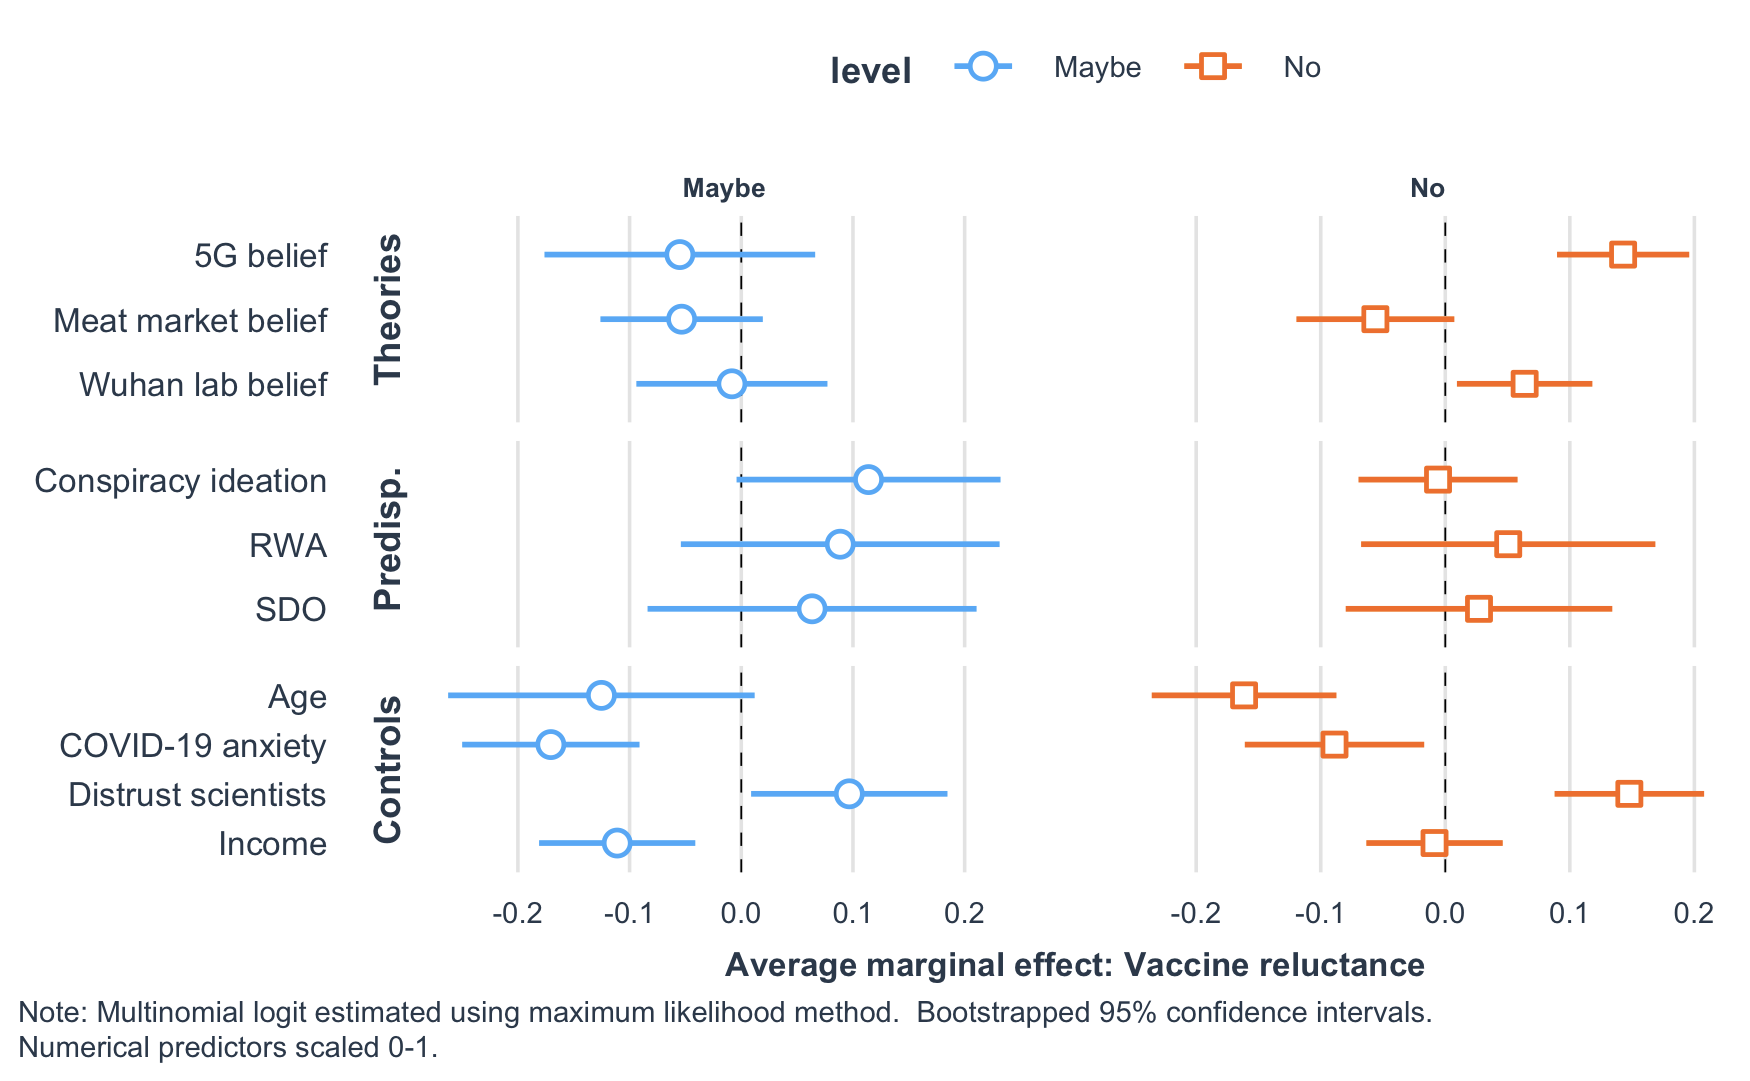 level Maybe No
Maybe No
Theories
5G belief
Meat market belief
Wuhan lab belief
Predisp.
Conspiracy ideation
RWA
SDO
Controls
Age
COVID-19 anxiety
Distrust scientists
Income
-0.2 -0.1 0.0 0.1 0.2 -0.2 -0.1 0.0 0.1 0.2
Average marginal effect: Vaccine reluctance
Note: Multinomial logit estimated using maximum likelihood method.  Bootstrapped 95% confidence intervals.
Numerical predictors scaled 0-1.